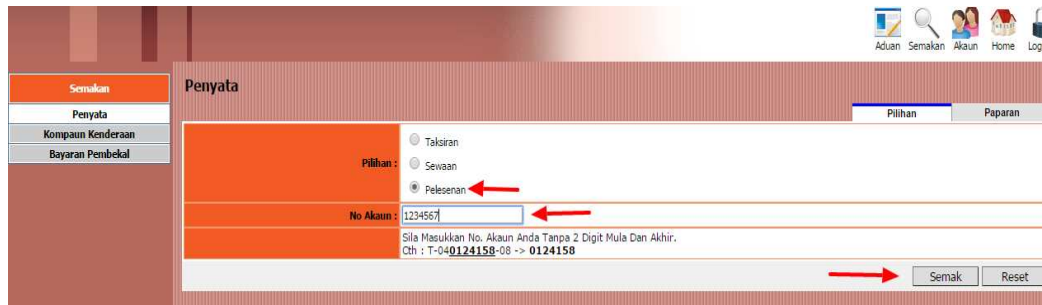 Aduan Semakan Akaun Home
Semakan
Penyata
Kompaun Kenderaan
Bayaran Pembekal
Penyata
Pilihan Paparan
Pilihan :
Taksiran
Sewaan
Pelesenan
No Akaun : 1234567
Sila Masukkan No. Akaun Anda Tanpa 2 Digit Mula Dan Akhir.
Cth : T-040124158-08 -> 0124158
Semak Reset